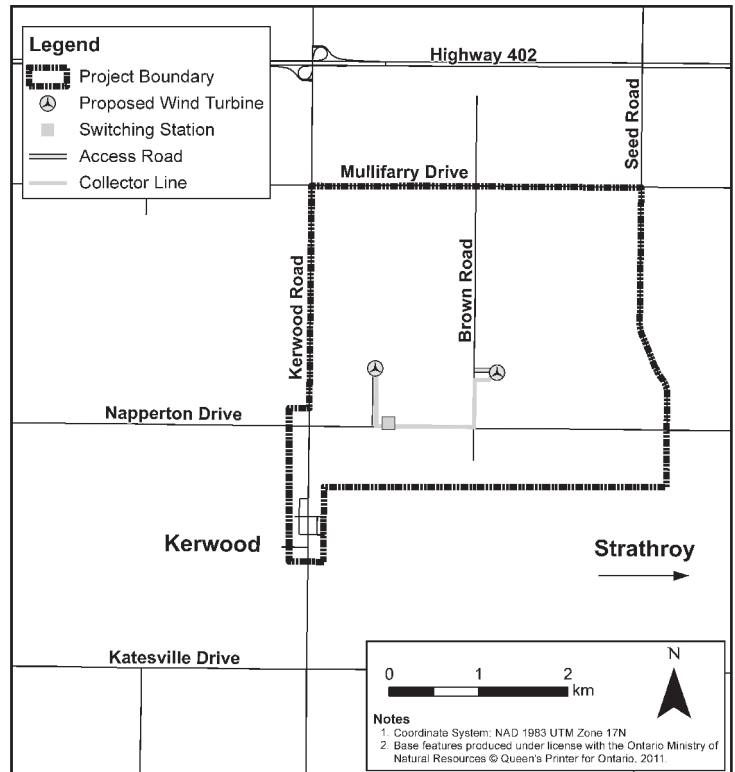 Legend
Project Boundary
Proposed Wind Turbine
Switching Station
Access Road
Collector Line
Highway 402
Seed Road
Mullifarry Drive
Kerwood Road
Brown Road
Napperton Drive
Kerwood
Strathroy
Katesville Drive
0 1 2
km
N
Notes
1. Coordinate System: NAD 1983 UTM Zone 17N
2. Base features produced under license with the Ontario Ministry of
Natural Resources © Queen's Printer for Ontario, 2011.